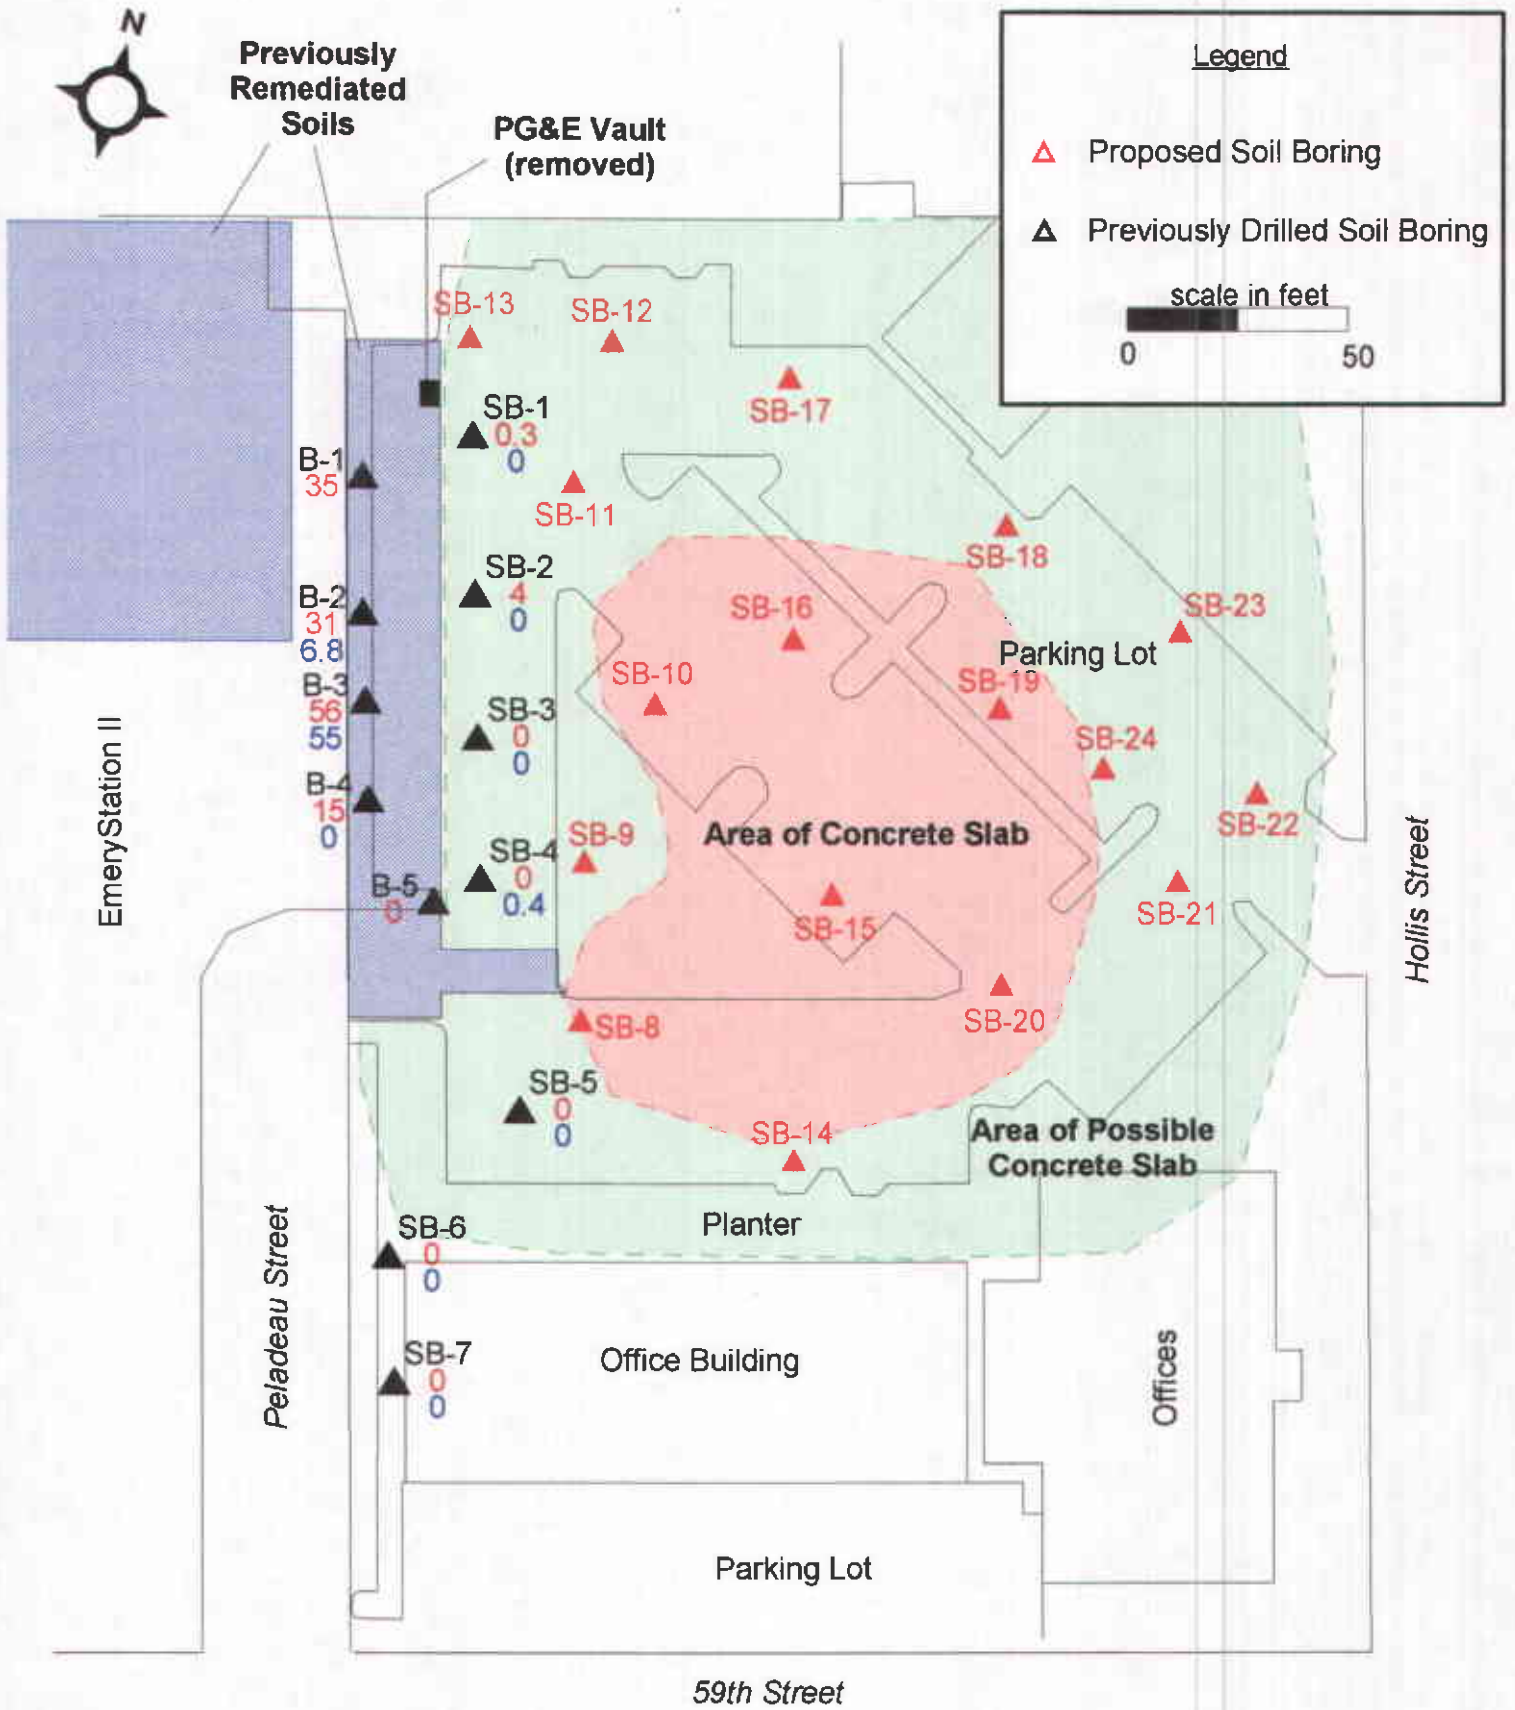 N
Previously
Remediated
Soils
PG&E Vault
(removed)
Legend
Proposed Soil Boring
Previously Drilled Soil Boring
scale in feet
0
50
SB-13
SB-12
SB-17
SB-1
0.3
0
B-1
35
SB-11
SB-18
SB-2
4
0
B-2
31
6.8
SB-16
SB-23
Parking Lot
SB-10
SB-19
B-3
56
55
SB-3
0
0
SB-24
B-4
15
0
SB-22
SB-9
Area of Concrete Slab
SB-4
0
0.4
B-5
0
SB-15
SB-21
EmeryStation II
Hollis Street
SB-8
SB-20
SB-5
0
0
SB-14
Area of Possible
Concrete Slab
Planter
SB-6
0
0
Peladeau Street
SB-7
0
0
Office Building
Offices
Parking Lot
59th Street